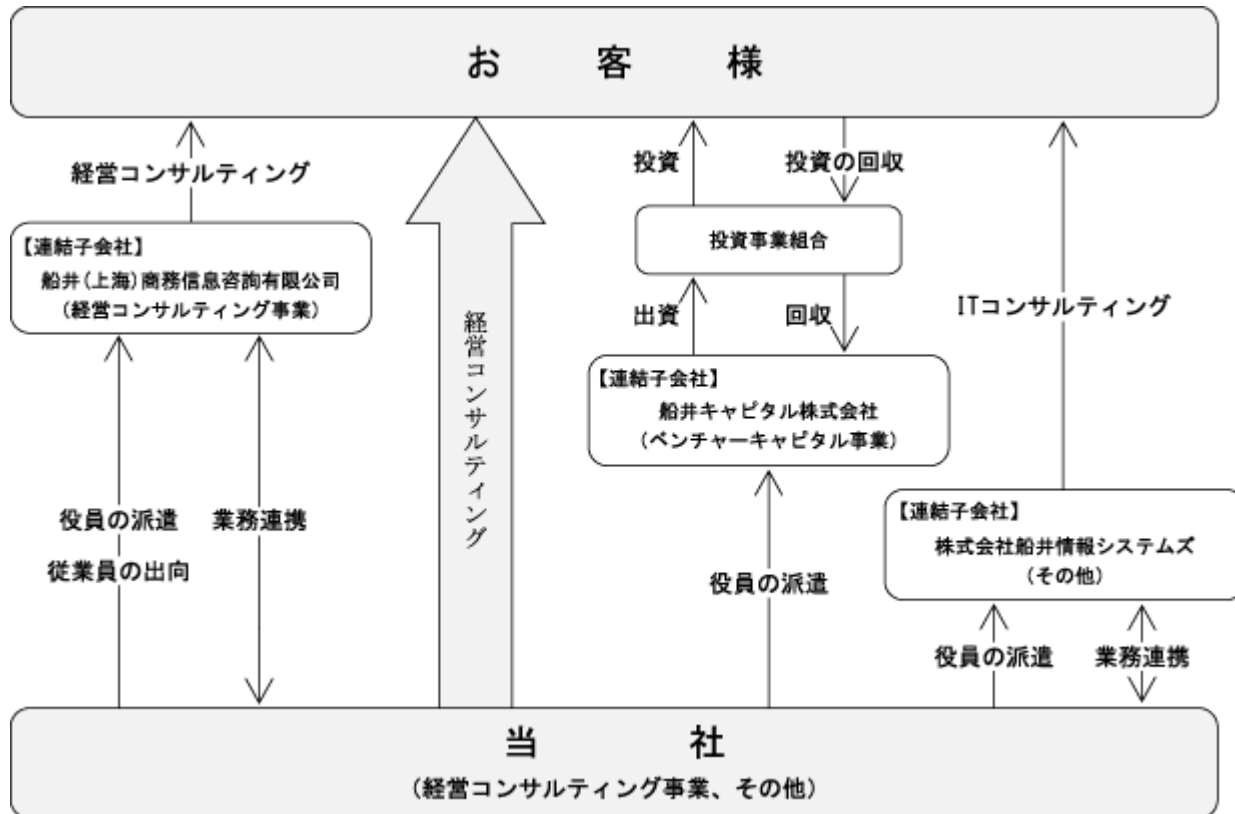 お客様
経営コンサルティング
投資
投資の回収
【連結子会社】
船井(上海)商務信息咨詢有限公司
(経営コンサルティング事業)
投資事業組合
経営コンサルティング
出資
回収
ITコンサルティング
【連結子会社】
船井キャピタル株式会社
(ベンチャーキャピタル事業)
役員の派遣
従業員の出向
業務連携
役員の派遣
【連結子会社】
株式会社船井情報システムズ
(その他)
役員の派遣
業務連携
当社
(経営コンサルティング事業、その他)